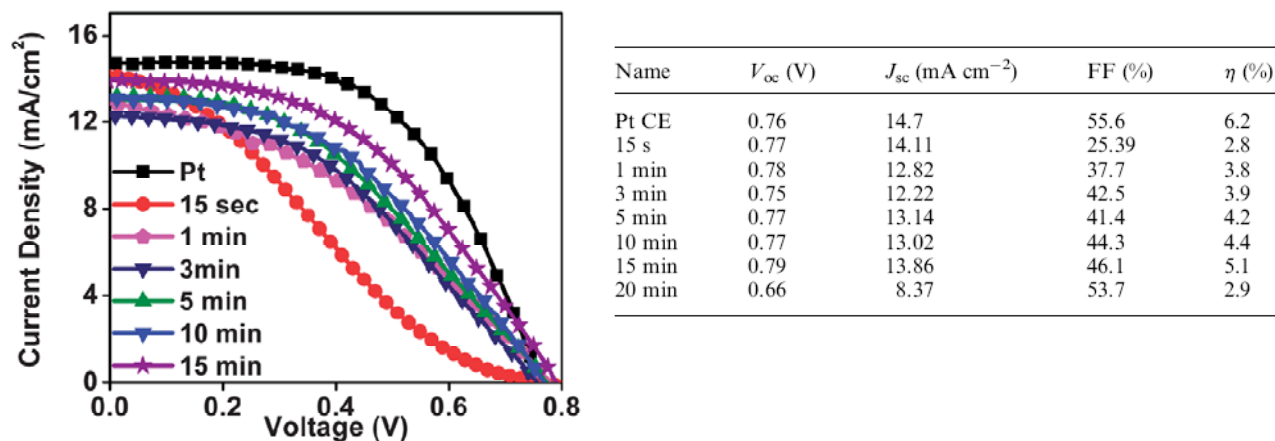 16
12
8
4
0
Current Density (mA/cm²)
Pt
15 sec
1 min
3min
5 min
10 min
15 min
0.0 0.2 0.4 0.6 0.8
Voltage (V)
Name V_oc (V) J_sc (mA cm⁻²) FF (%) η (%)
Pt CE 0.76 14.7 55.6 6.2
15 s 0.77 14.11 25.39 2.8
1 min 0.78 12.82 37.7 3.8
3 min 0.75 12.22 42.5 3.9
5 min 0.77 13.14 41.4 4.2
10 min 0.77 13.02 44.3 4.4
15 min 0.79 13.86 46.1 5.1
20 min 0.66 8.37 53.7 2.9